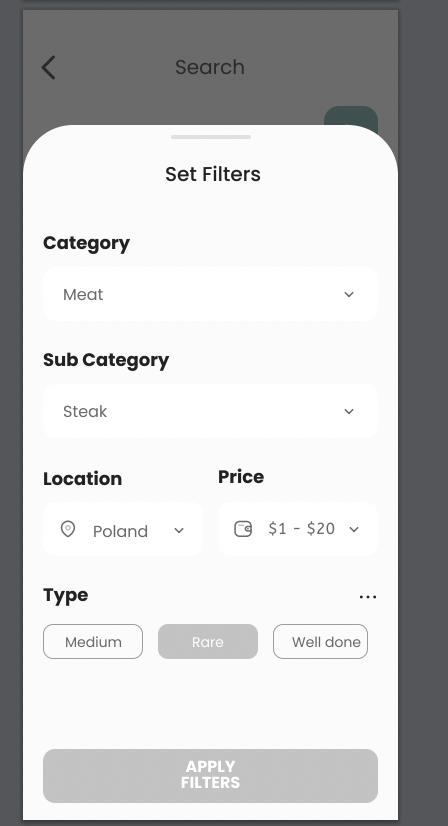 Search
Set Filters
Category
Meat
Sub Category
Steak
Location
Price
Poland
$1 - $20
Type
...
Medium
Rare
Well done
APPLY
FILTERS